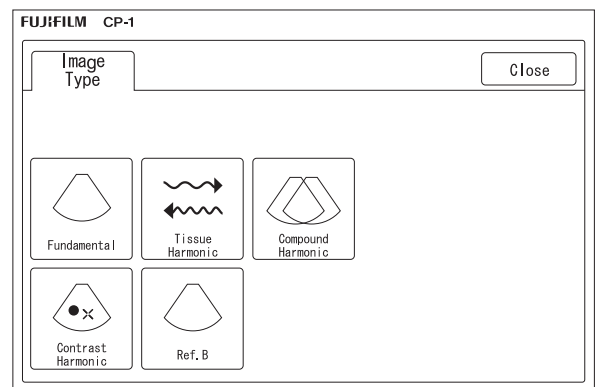 FUJIFILM CP-1
Image
Type
Close
Fundamental
Tissue
Harmonic
Compound
Harmonic
Contrast
Harmonic
Ref.B